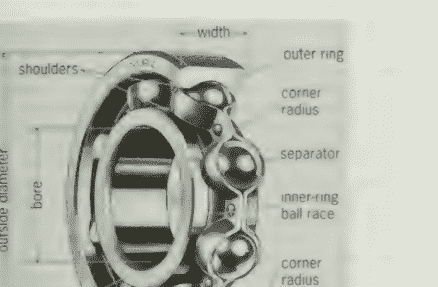 width
outer ring
shoulders
corner
radius
separator
inner-ring
ball race
bore
outside diameter
corner
radius